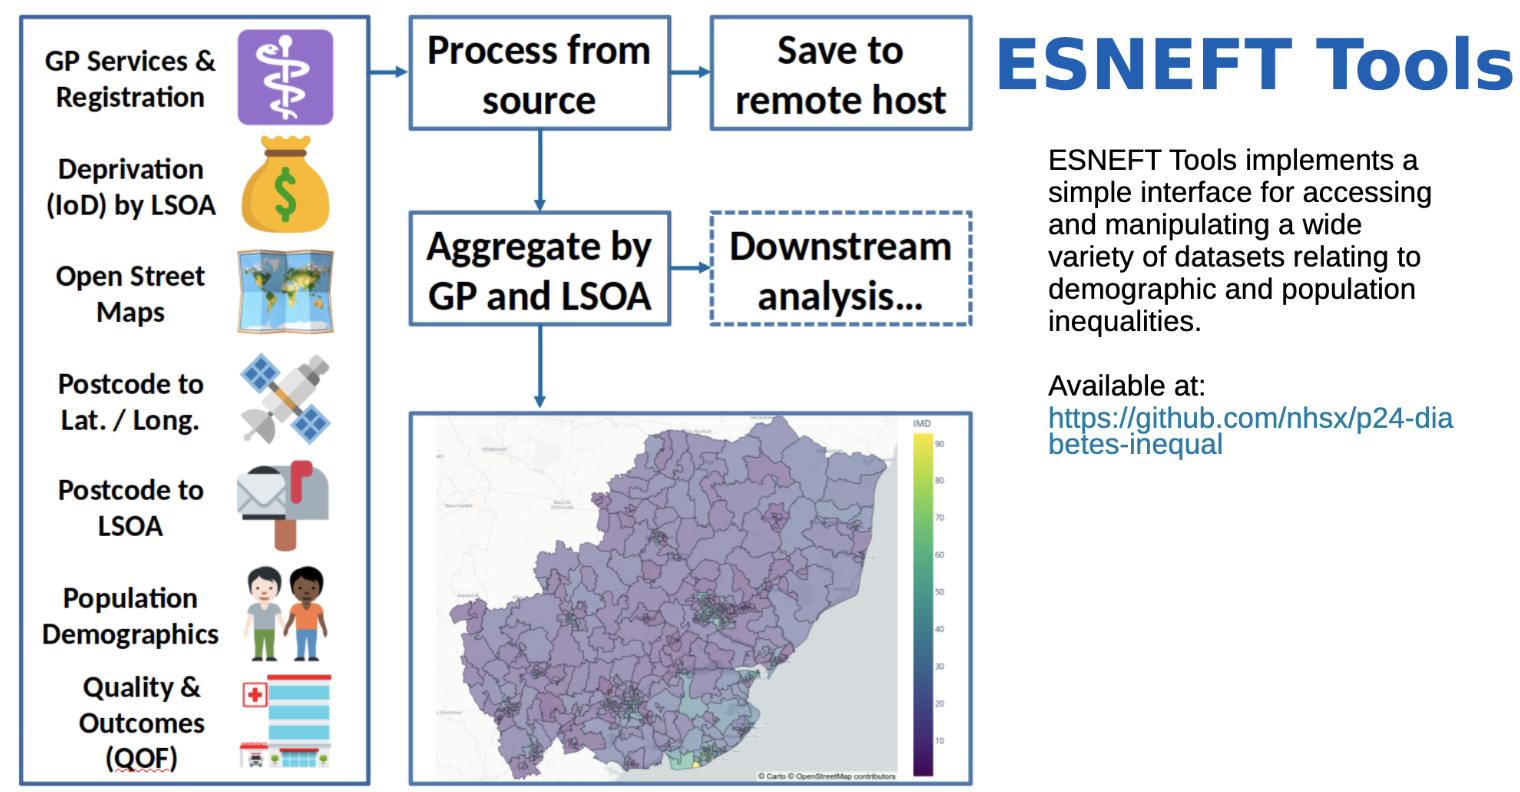 GP Services &
Registration
Deprivation
(IoD) by LSOA
Open Street
Maps
Postcode to
Lat. / Long.
Postcode to
LSOA
Population
Demographics
Quality &
Outcomes
(QOF)
Process from
source
Save to
remote host
Aggregate by
GP and LSOA
Downstream
analysis...
IMD
90
80
70
60
50
40
30
20
10
© Carto © OpenStreetMap contributors
ESNEFT Tools
ESNEFT Tools implements a
simple interface for accessing
and manipulating a wide
variety of datasets relating to
demographic and population
inequalities.
Available at:
https://github.com/nhsx/p24-dia
betes-inequal